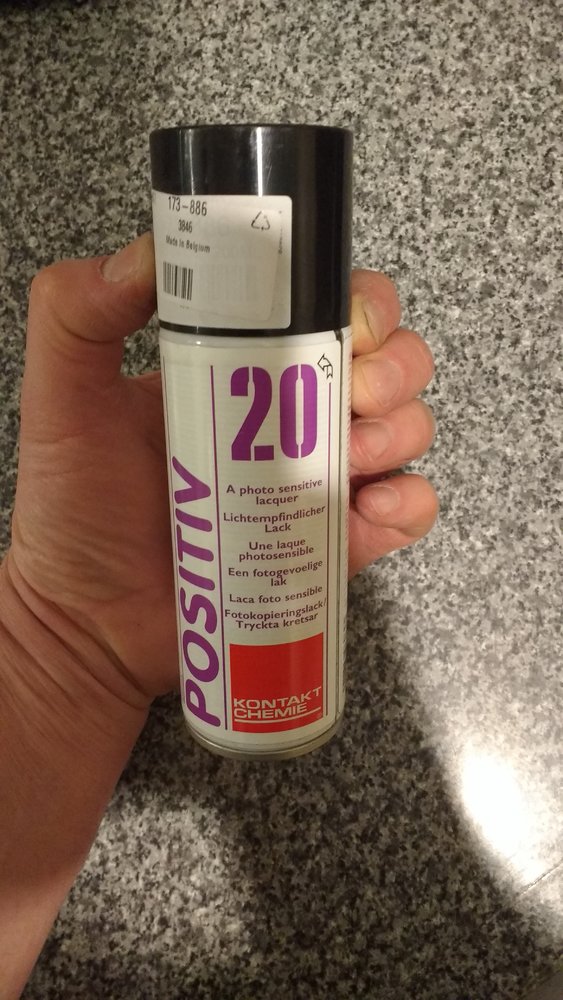 173-886
3846
Made in Belgium
POSITIV
20
A photo sensitive
lacquer
Lichtempfindlicher
Lack
Une laque
photosensible
Een fotogevoelige
lak
Laca foto sensible
Fotokopieringslack/
Tryckta kretsar
KONTAKT
CHEMIE